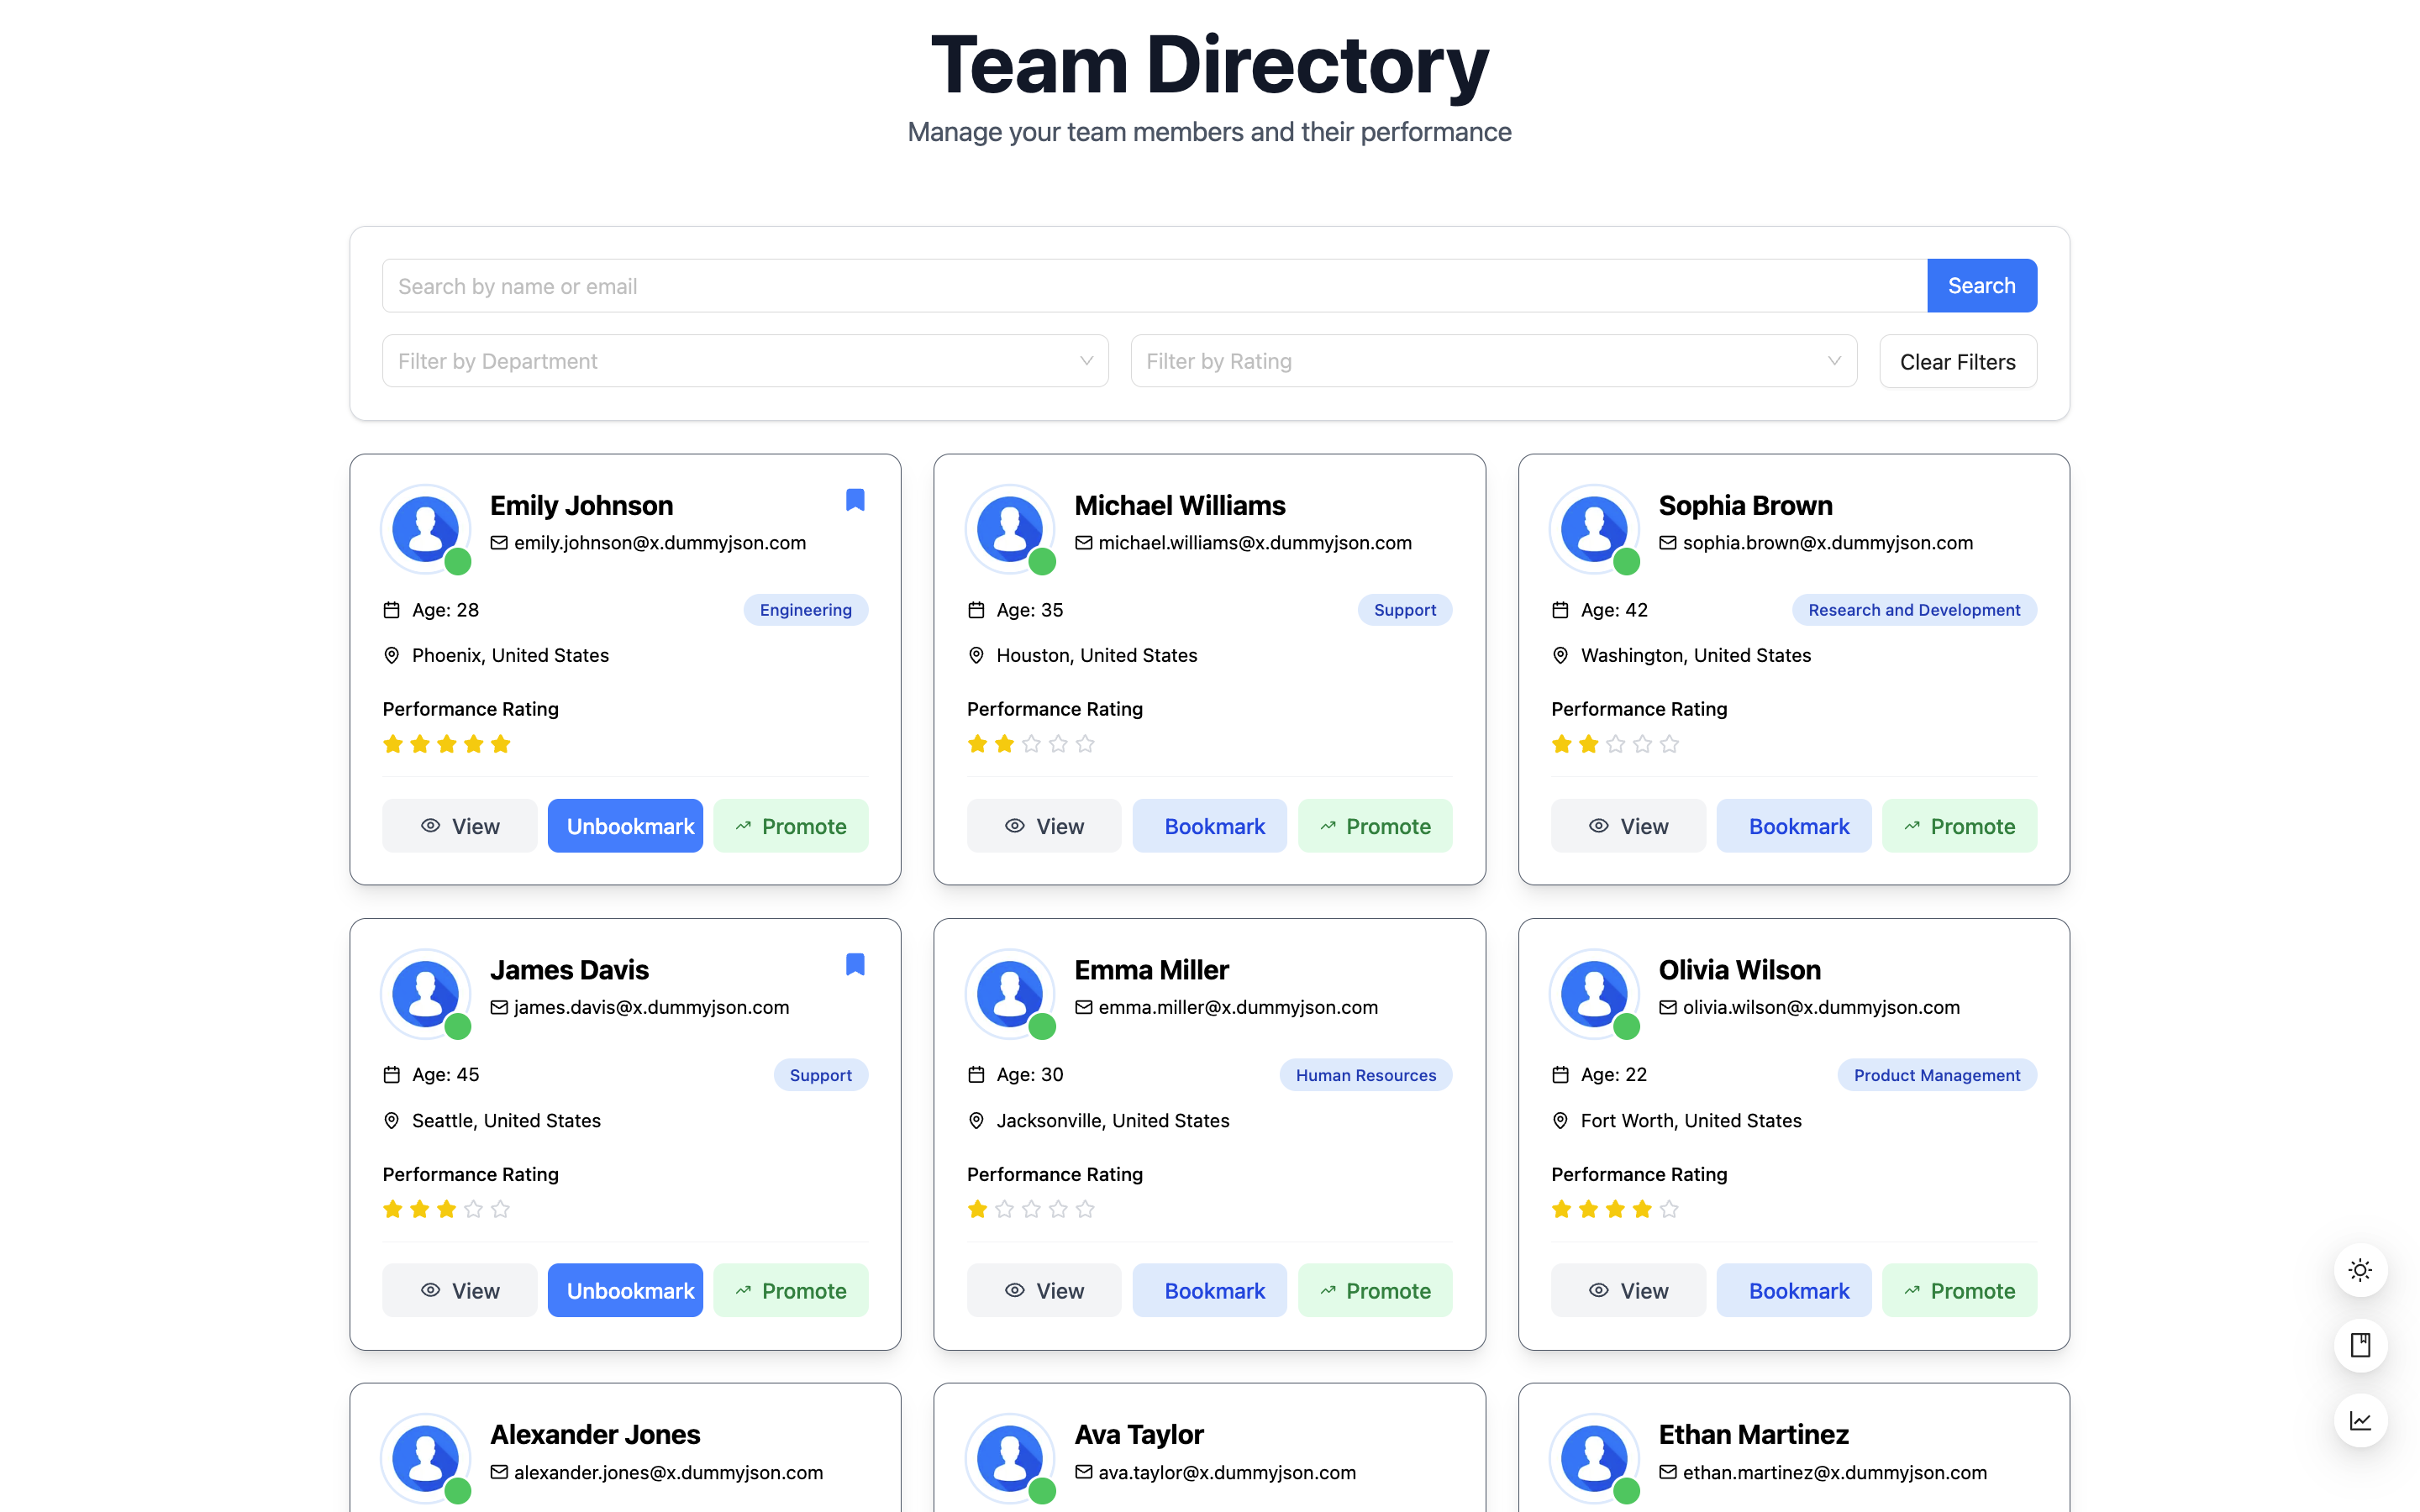 Team Directory
Manage your team members and their performance
Search by name or email
Search
Filter by Department
Filter by Rating
Clear Filters
Emily Johnson
emily.johnson@x.dummyjson.com
Age: 28
Engineering
Phoenix, United States
Performance Rating
View
Unbookmark
Promote
Michael Williams
michael.williams@x.dummyjson.com
Age: 35
Support
Houston, United States
Performance Rating
View
Bookmark
Promote
Sophia Brown
sophia.brown@x.dummyjson.com
Age: 42
Research and Development
Washington, United States
Performance Rating
View
Bookmark
Promote
James Davis
james.davis@x.dummyjson.com
Age: 45
Support
Seattle, United States
Performance Rating
View
Unbookmark
Promote
Emma Miller
emma.miller@x.dummyjson.com
Age: 30
Human Resources
Jacksonville, United States
Performance Rating
View
Bookmark
Promote
Olivia Wilson
olivia.wilson@x.dummyjson.com
Age: 22
Product Management
Fort Worth, United States
Performance Rating
View
Bookmark
Promote
Alexander Jones
alexander.jones@x.dummyjson.com
Ava Taylor
ava.taylor@x.dummyjson.com
Ethan Martinez
ethan.martinez@x.dummyjson.com